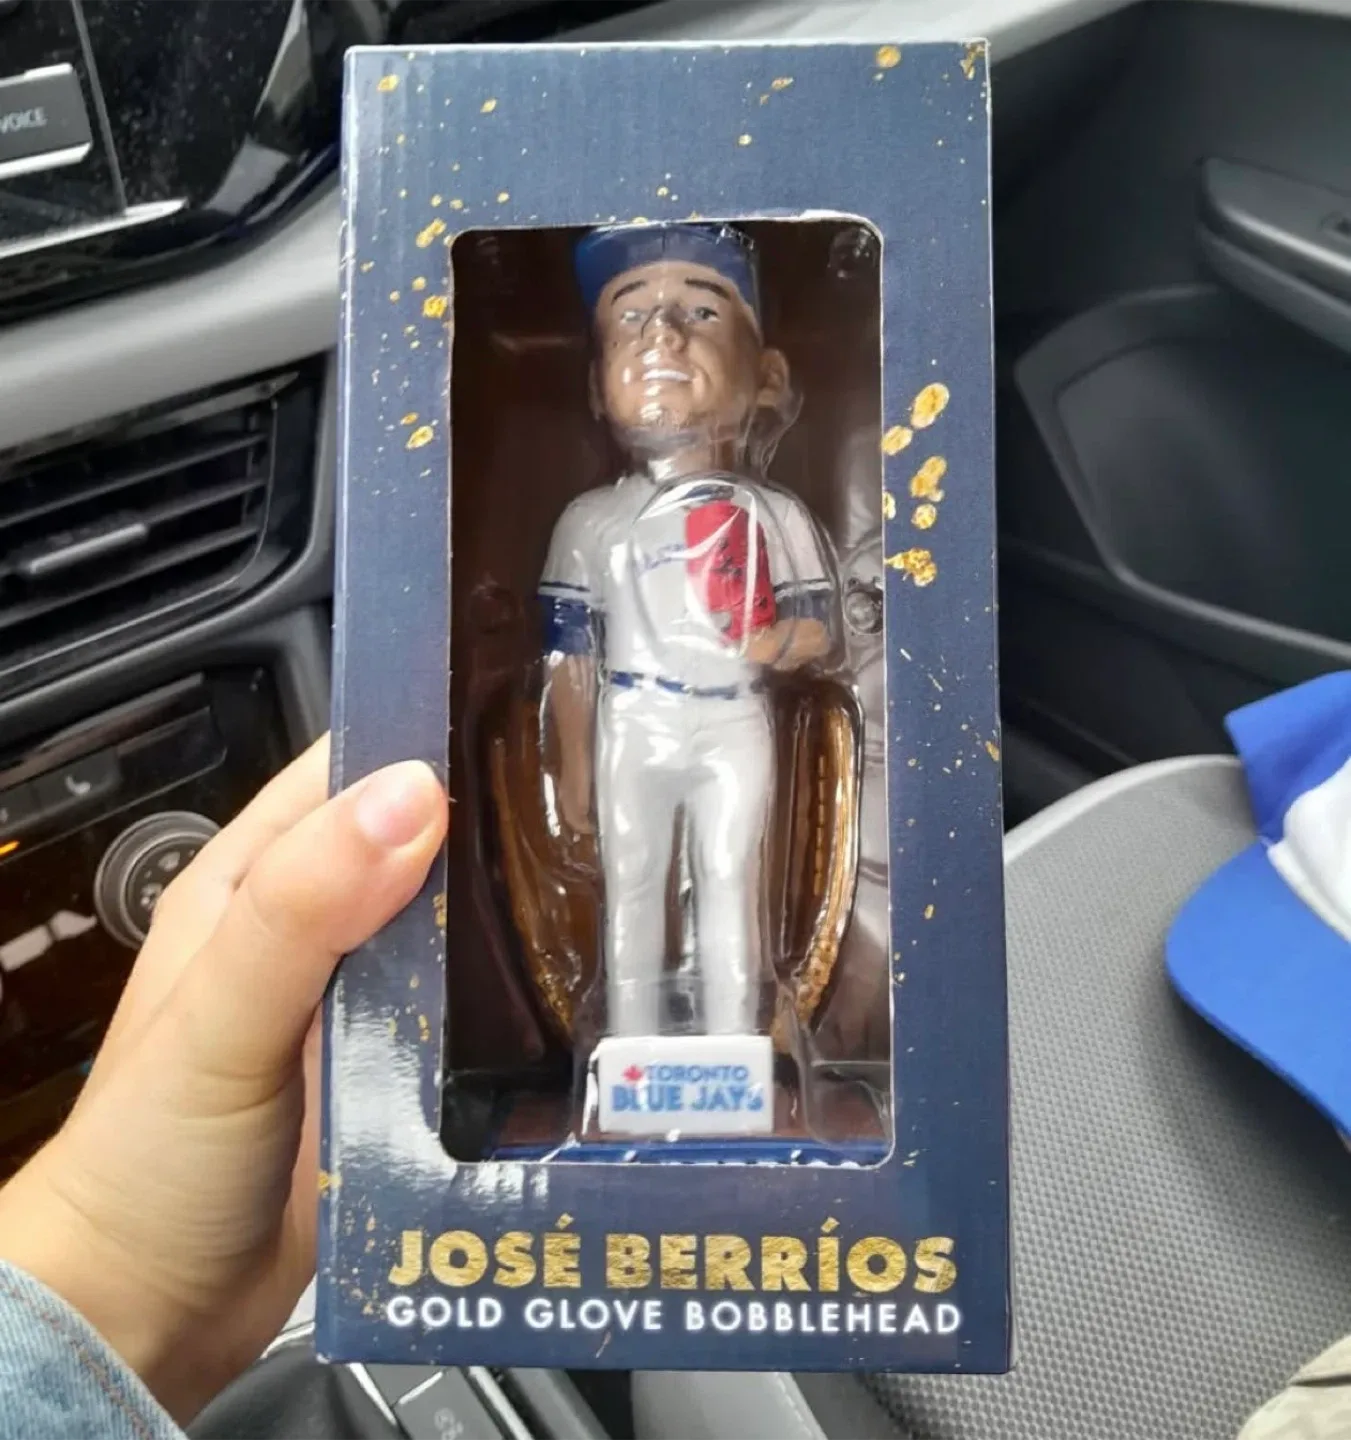 VOICE
TORONTO
BLUE JAYS
JOSÉ BERRÍOS
GOLD GLOVE BOBBLEHEAD